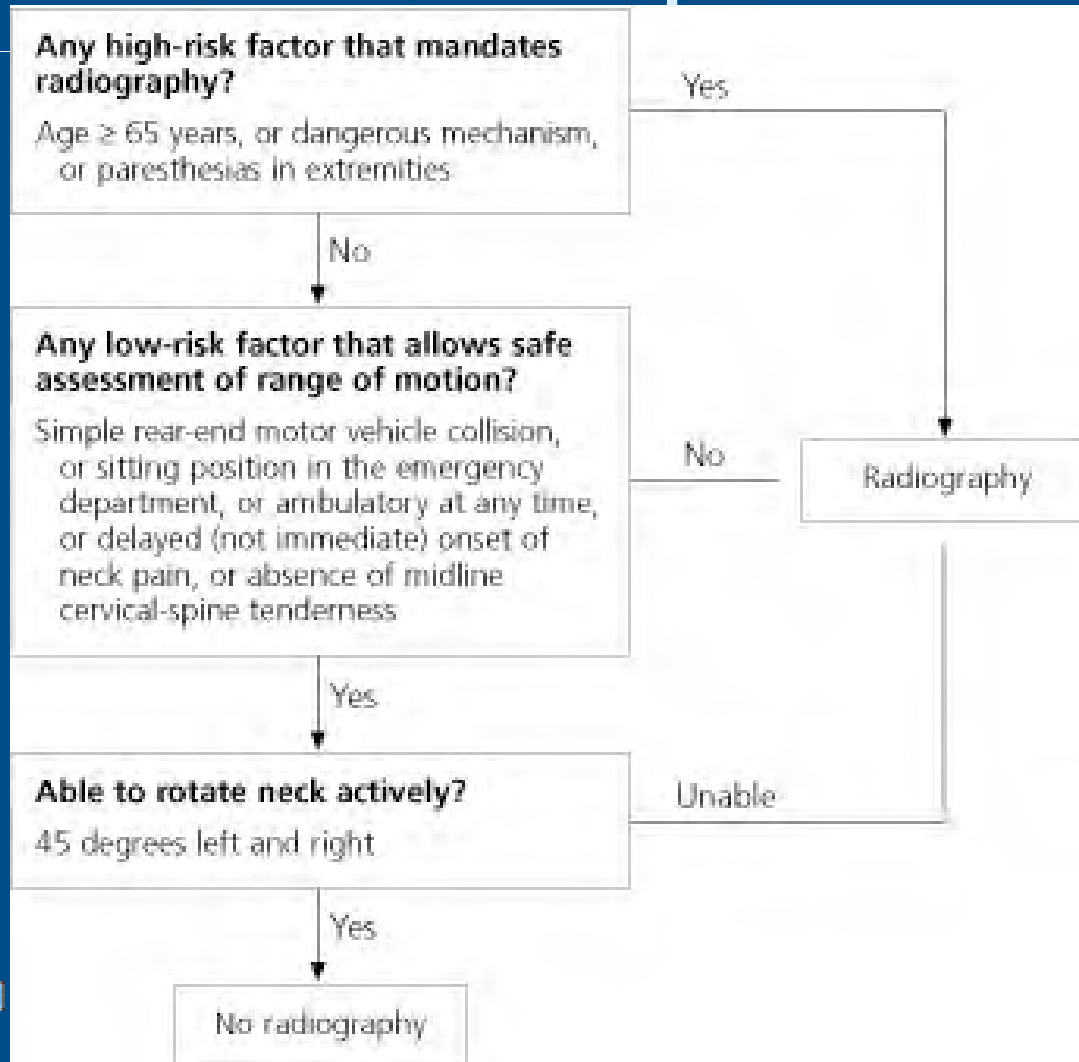 Any high-risk factor that mandates
radiography?
Age ≥ 65 years, or dangerous mechanism,
or paresthesias in extremities
Yes
No
Any low-risk factor that allows safe
assessment of range of motion?
Simple rear-end motor vehicle collision,
or sitting position in the emergency
department, or ambulatory at any time,
or delayed (not immediate) onset of
neck pain, or absence of midline
cervical-spine tenderness
No
Radiography
Yes
Able to rotate neck actively?
45 degrees left and right
Unable
Yes
No radiography